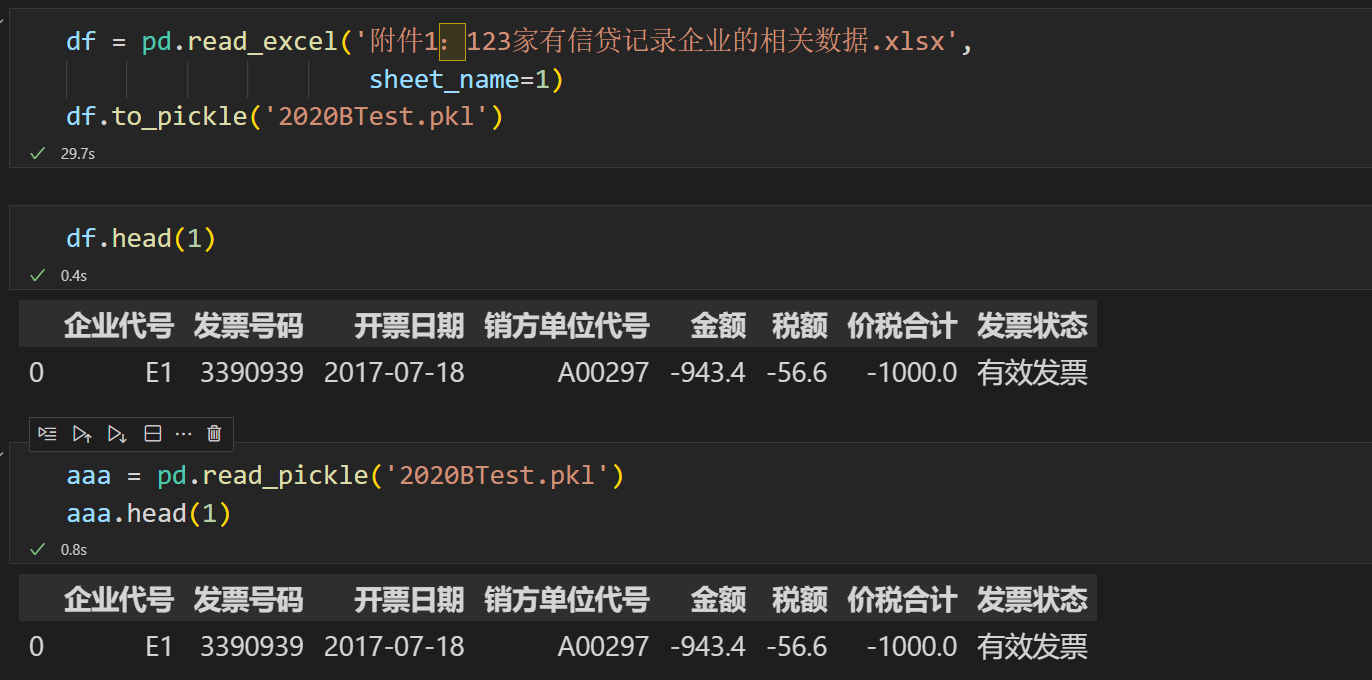 df = pd.read_excel('附件1：123家有信贷记录企业的相关数据.xlsx',
sheet_name=1)
df.to_pickle('2020BTest.pkl')
29.7s
df.head(1)
0.4s
企业代号 发票号码 开票日期 销方单位代号 金额 税额 价税合计 发票状态
0 E1 3390939 2017-07-18 A00297 -943.4 -56.6 -1000.0 有效发票
aaa = pd.read_pickle('2020BTest.pkl')
aaa.head(1)
0.8s
企业代号 发票号码 开票日期 销方单位代号 金额 税额 价税合计 发票状态
0 E1 3390939 2017-07-18 A00297 -943.4 -56.6 -1000.0 有效发票